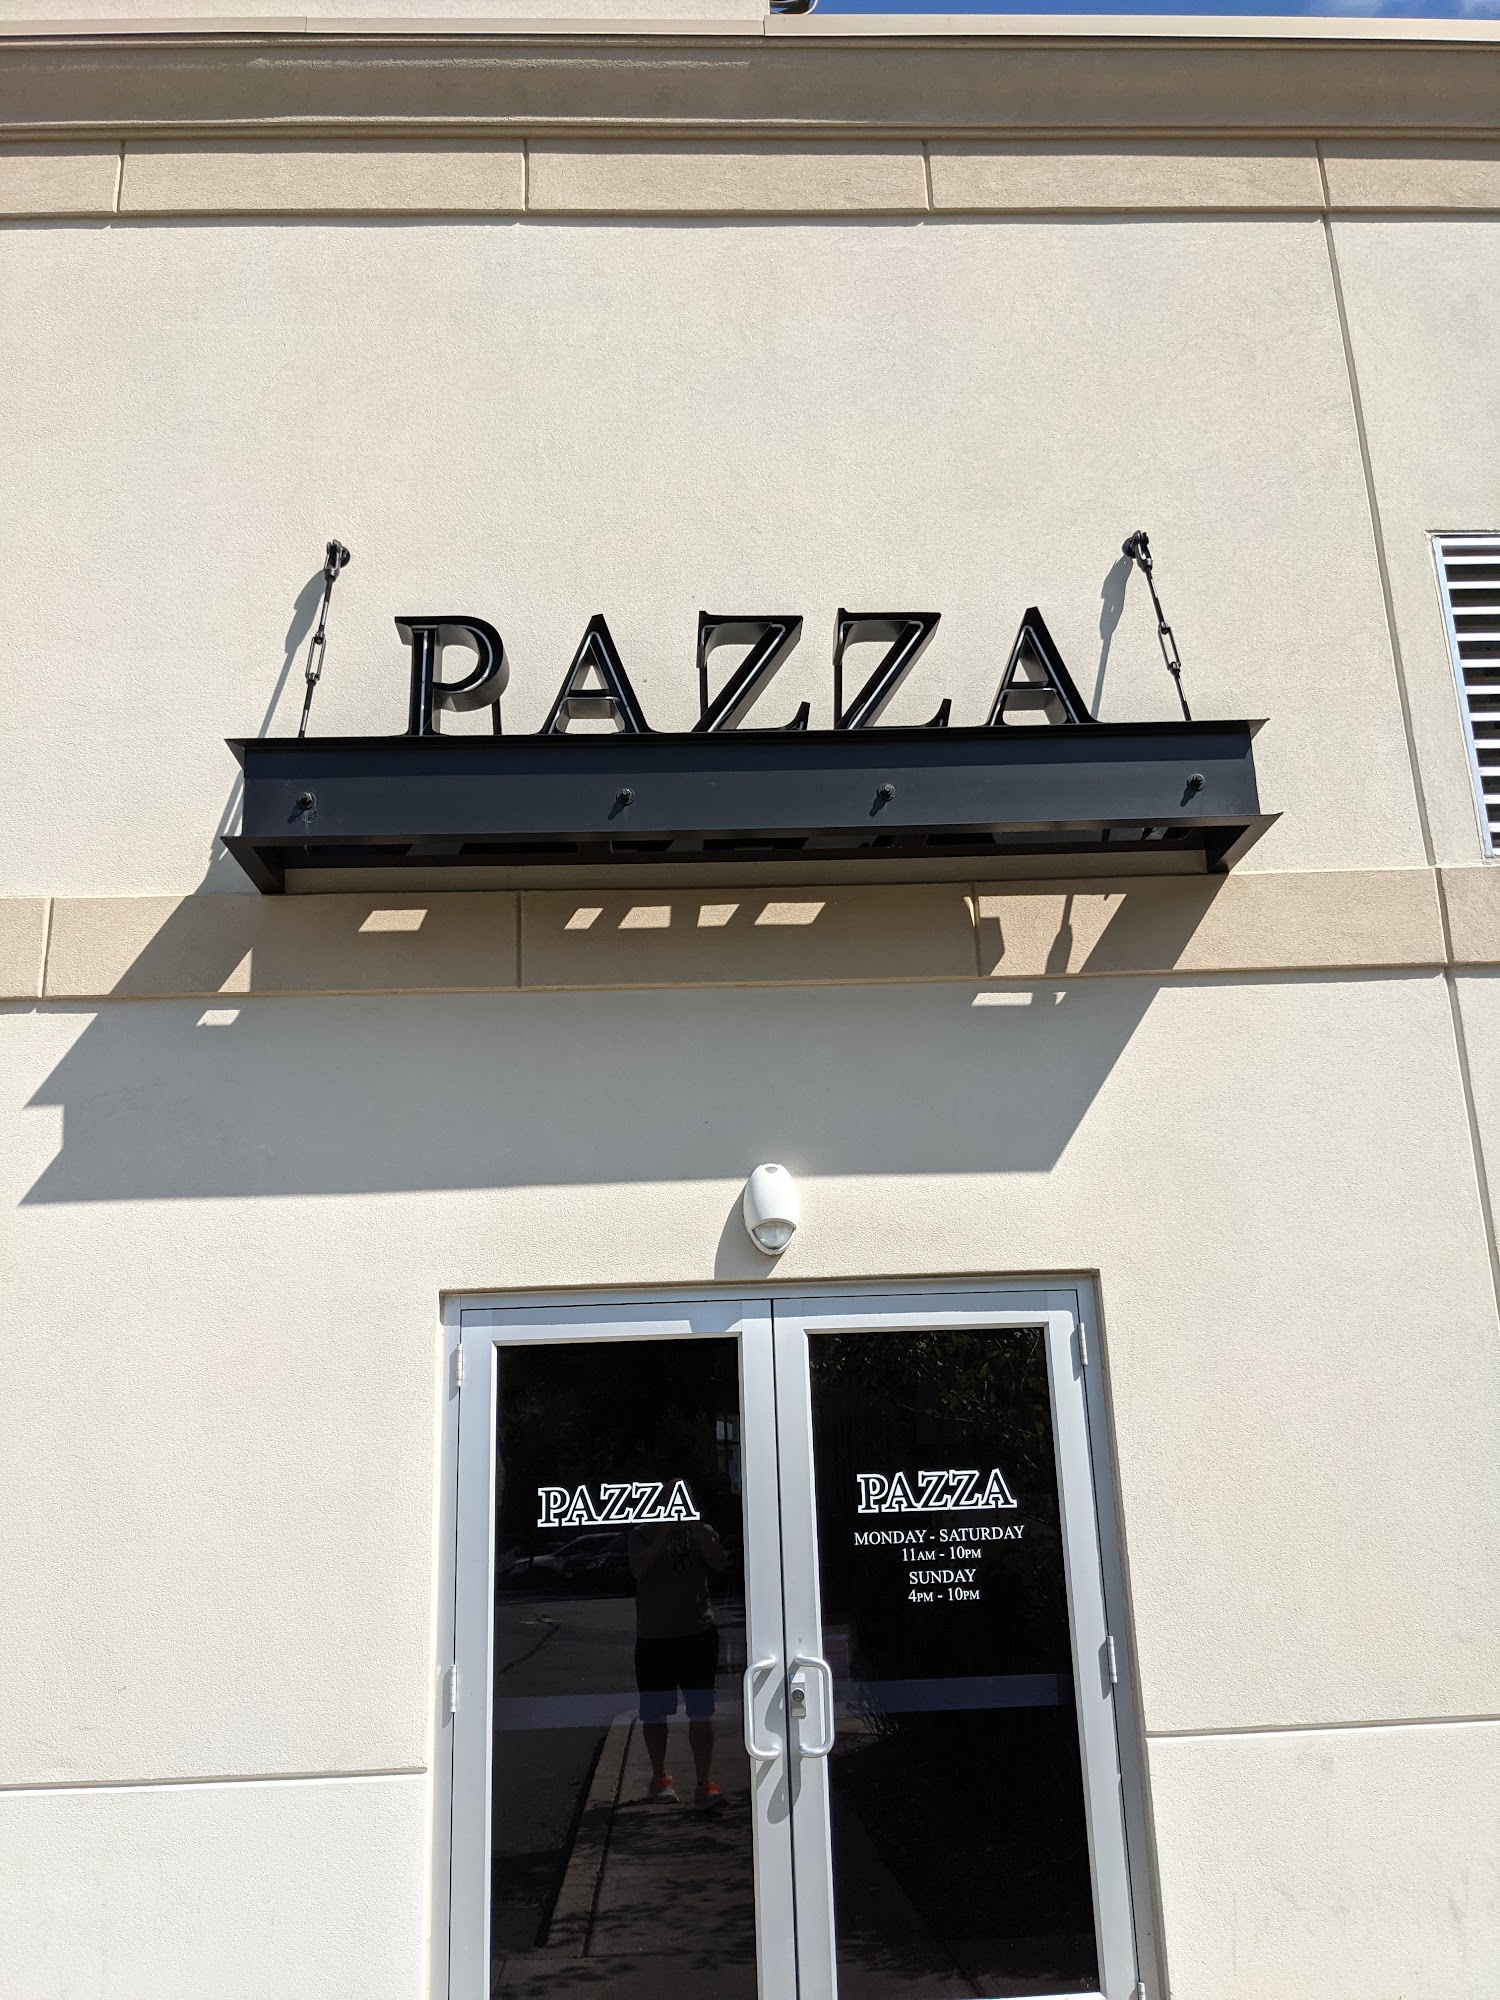 PAZZA
PAZZA
PAZZA
MONDAY - SATURDAY
11AM - 10PM
SUNDAY
4PM - 10PM